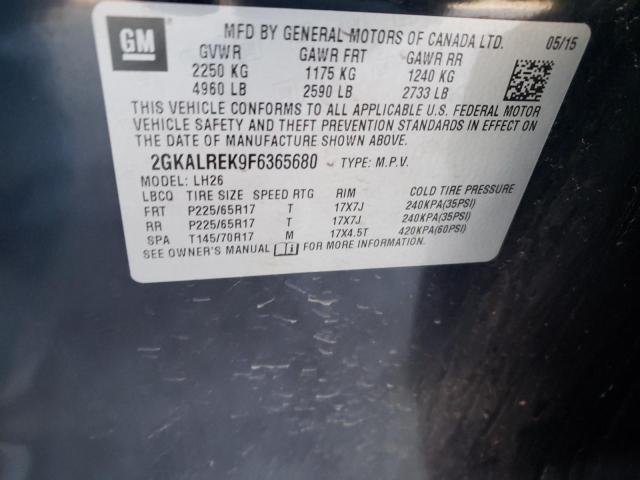 GM
MFD BY GENERAL MOTORS OF CANADA LTD. 05/15
GVWR GAWR FRT GAWR RR
2250 KG 1175 KG 1240 KG
4960 LB 2590 LB 2733 LB
THIS VEHICLE CONFORMS TO ALL APPLICABLE U.S. FEDERAL MOTOR
VEHICLE SAFETY AND THEFT PREVENTION STANDARDS IN EFFECT ON
THE DATE OF MANUFACTURE SHOWN ABOVE.
2GKALREK9F6365680 TYPE: M.P.V.
MODEL: LH26
LBCQ TIRE SIZE SPEED RTG RIM COLD TIRE PRESSURE
FRT P225/65R17 T 17X7J 240KPA(35PSI)
RR P225/65R17 T 17X7J 240KPA(35PSI)
SPA T145/70R17 M 17X4.5T 420KPA(60PSI)
SEE OWNER'S MANUAL FOR MORE INFORMATION.